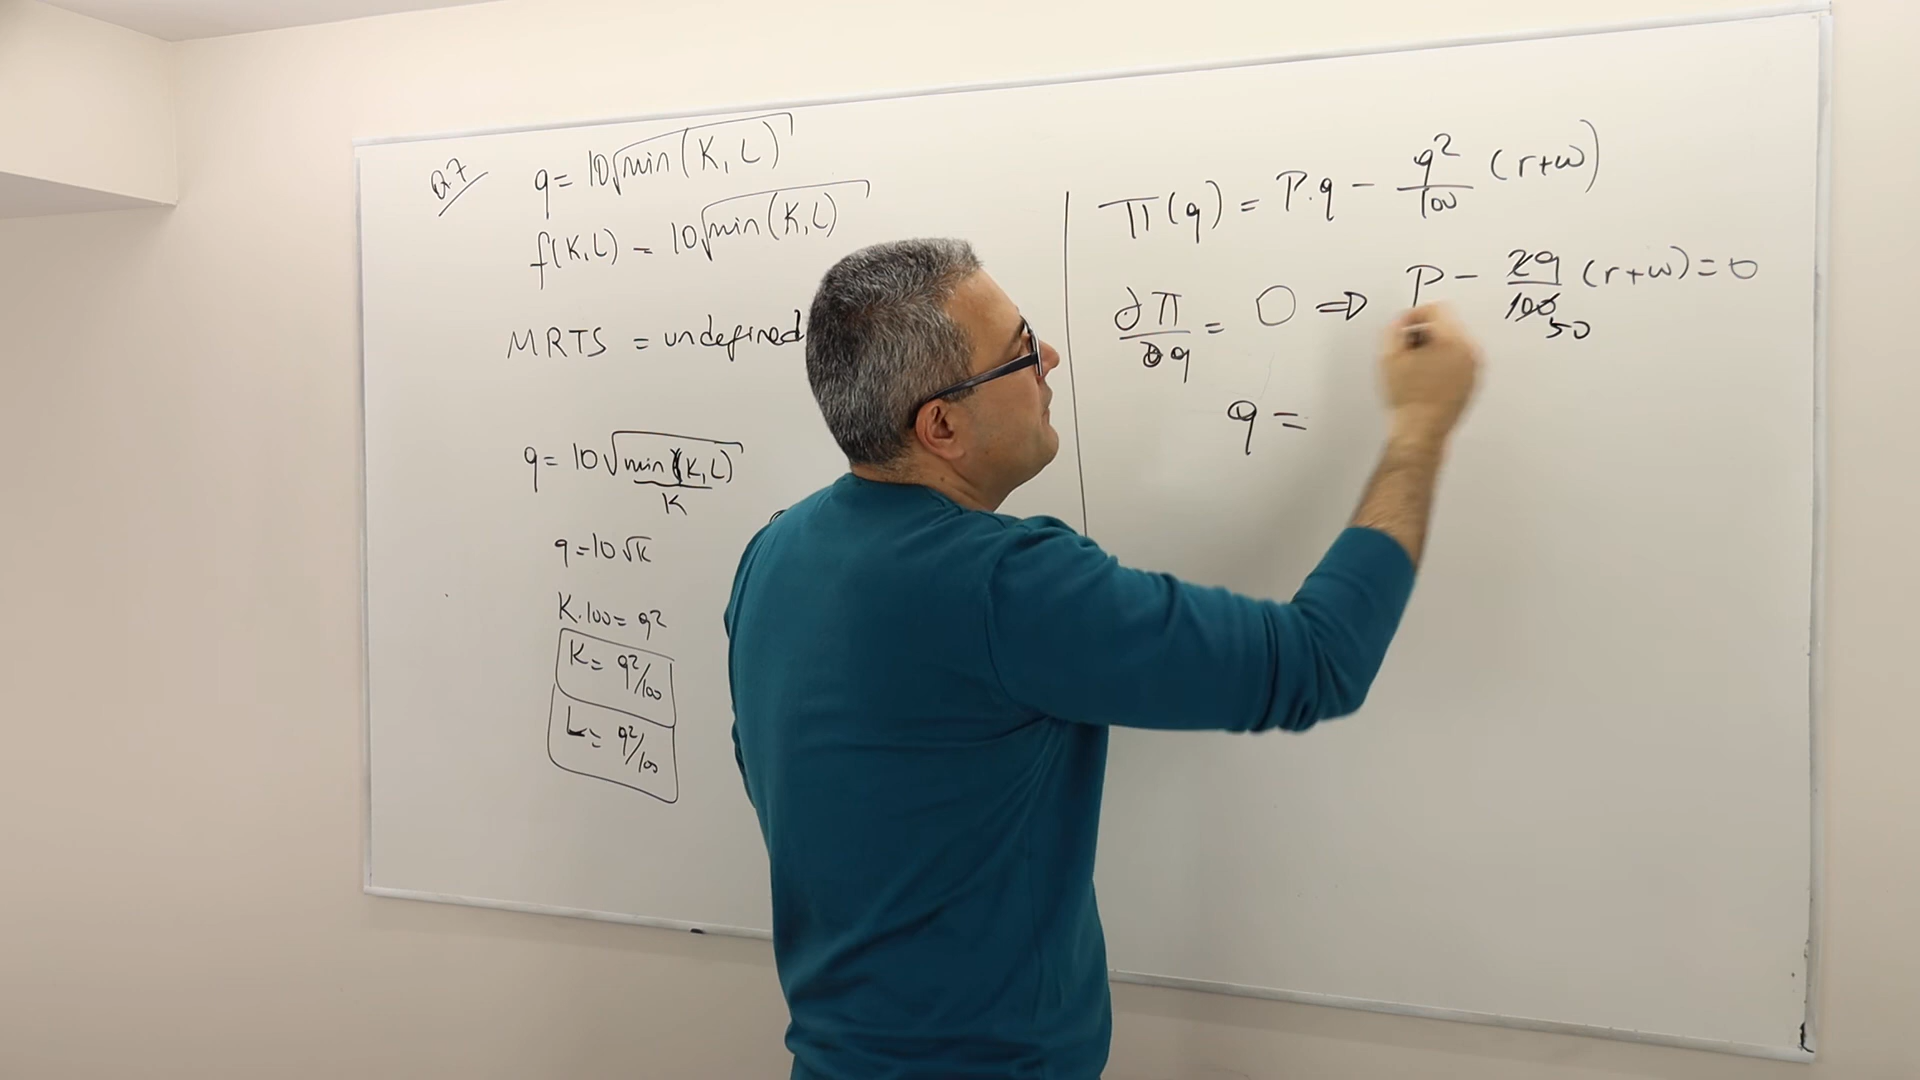 Q.7
q = 10√min(K, L)
f(K,L) = 10√min(K,L)
MRTS = undefined
q = 10√min(K,L)
K
q = 10√K
K.100 = q²
K = q²/100
L = q²/100
π(q) = P.q − q²/100 (r+w)
∂π/∂q = 0 ⇒ P − 2q/100 (r+w) = 0
50
q =